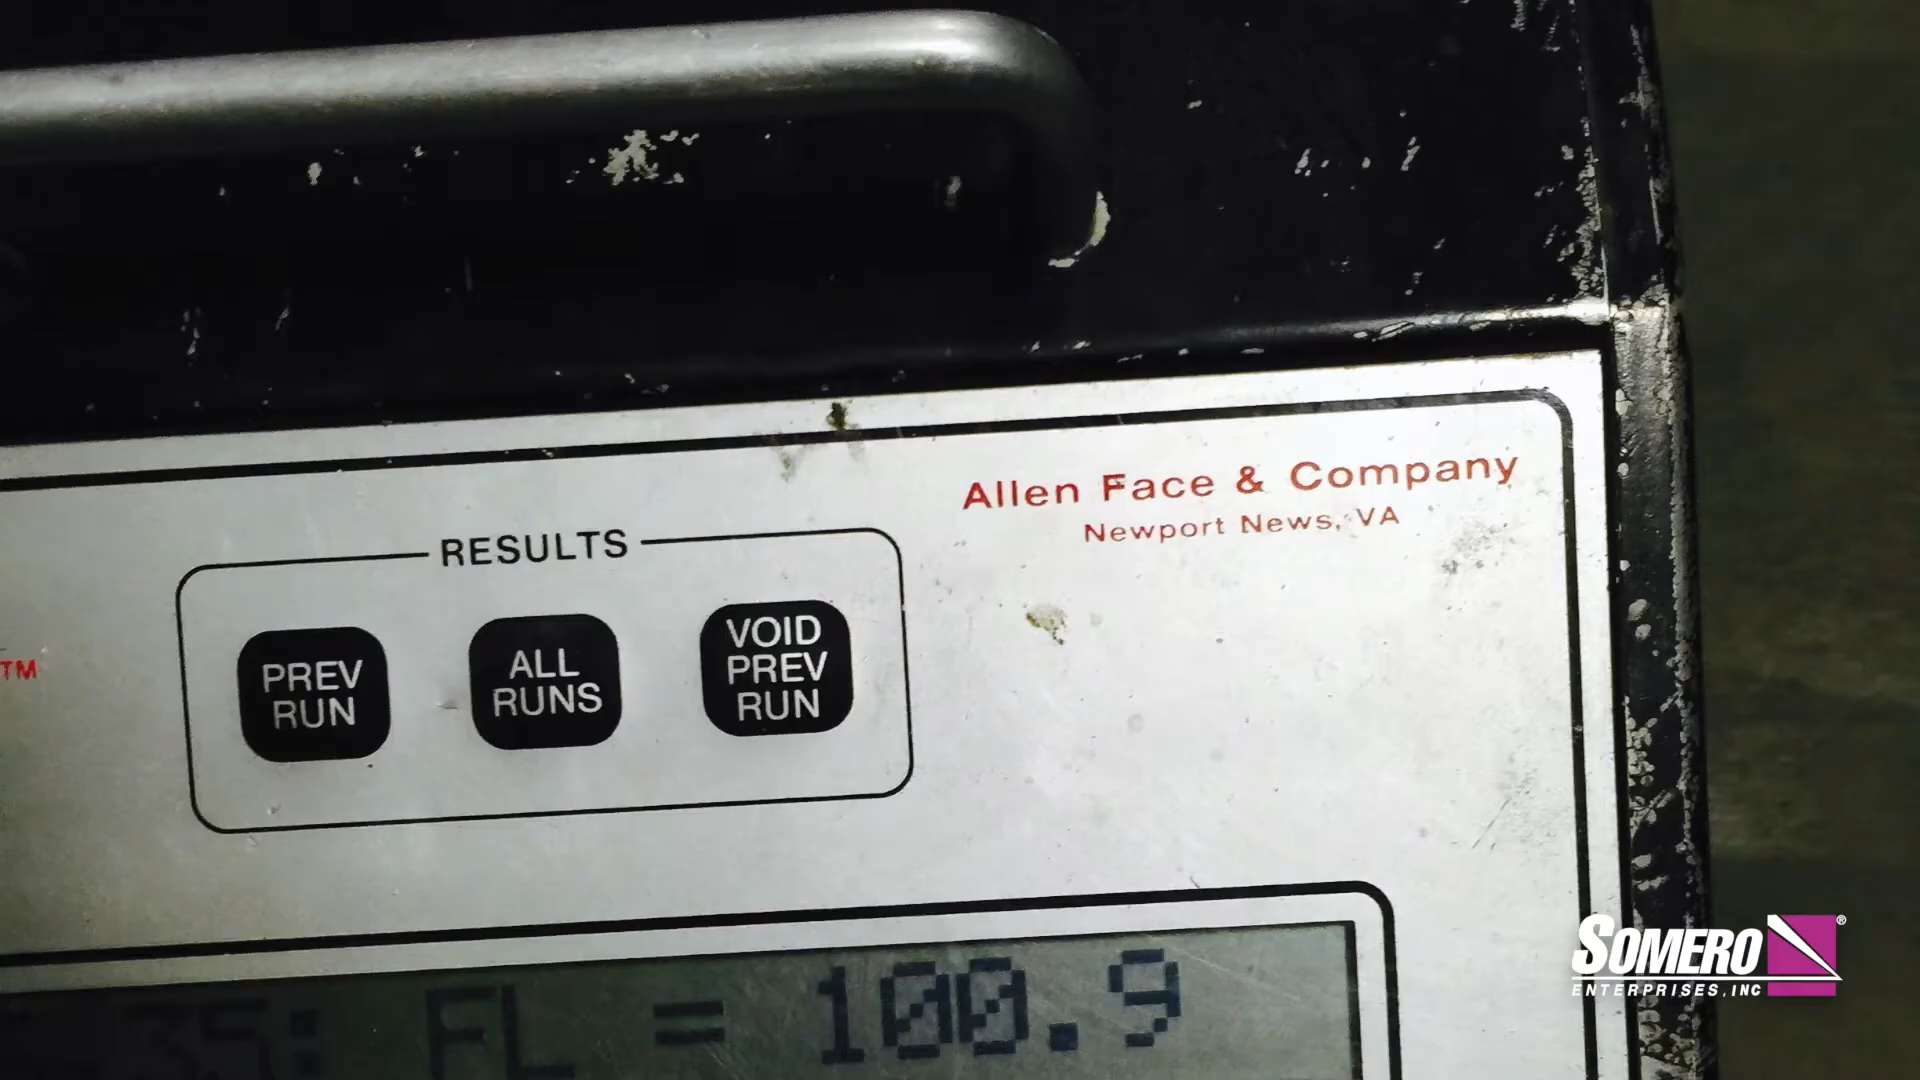 Allen Face & Company
Newport News, VA
RESULTS
TM
PREV
RUN
ALL
RUNS
VOID
PREV
RUN
35: FL = 100.9
SOMERO®
ENTERPRISES, INC